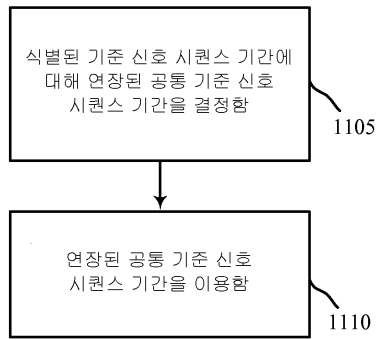 식별된 기준 신호 시퀀스 기간에
대해 연장된 공통 기준 신호
시퀀스 기간을 결정함
1105
연장된 공통 기준 신호
시퀀스 기간을 이용함
1110